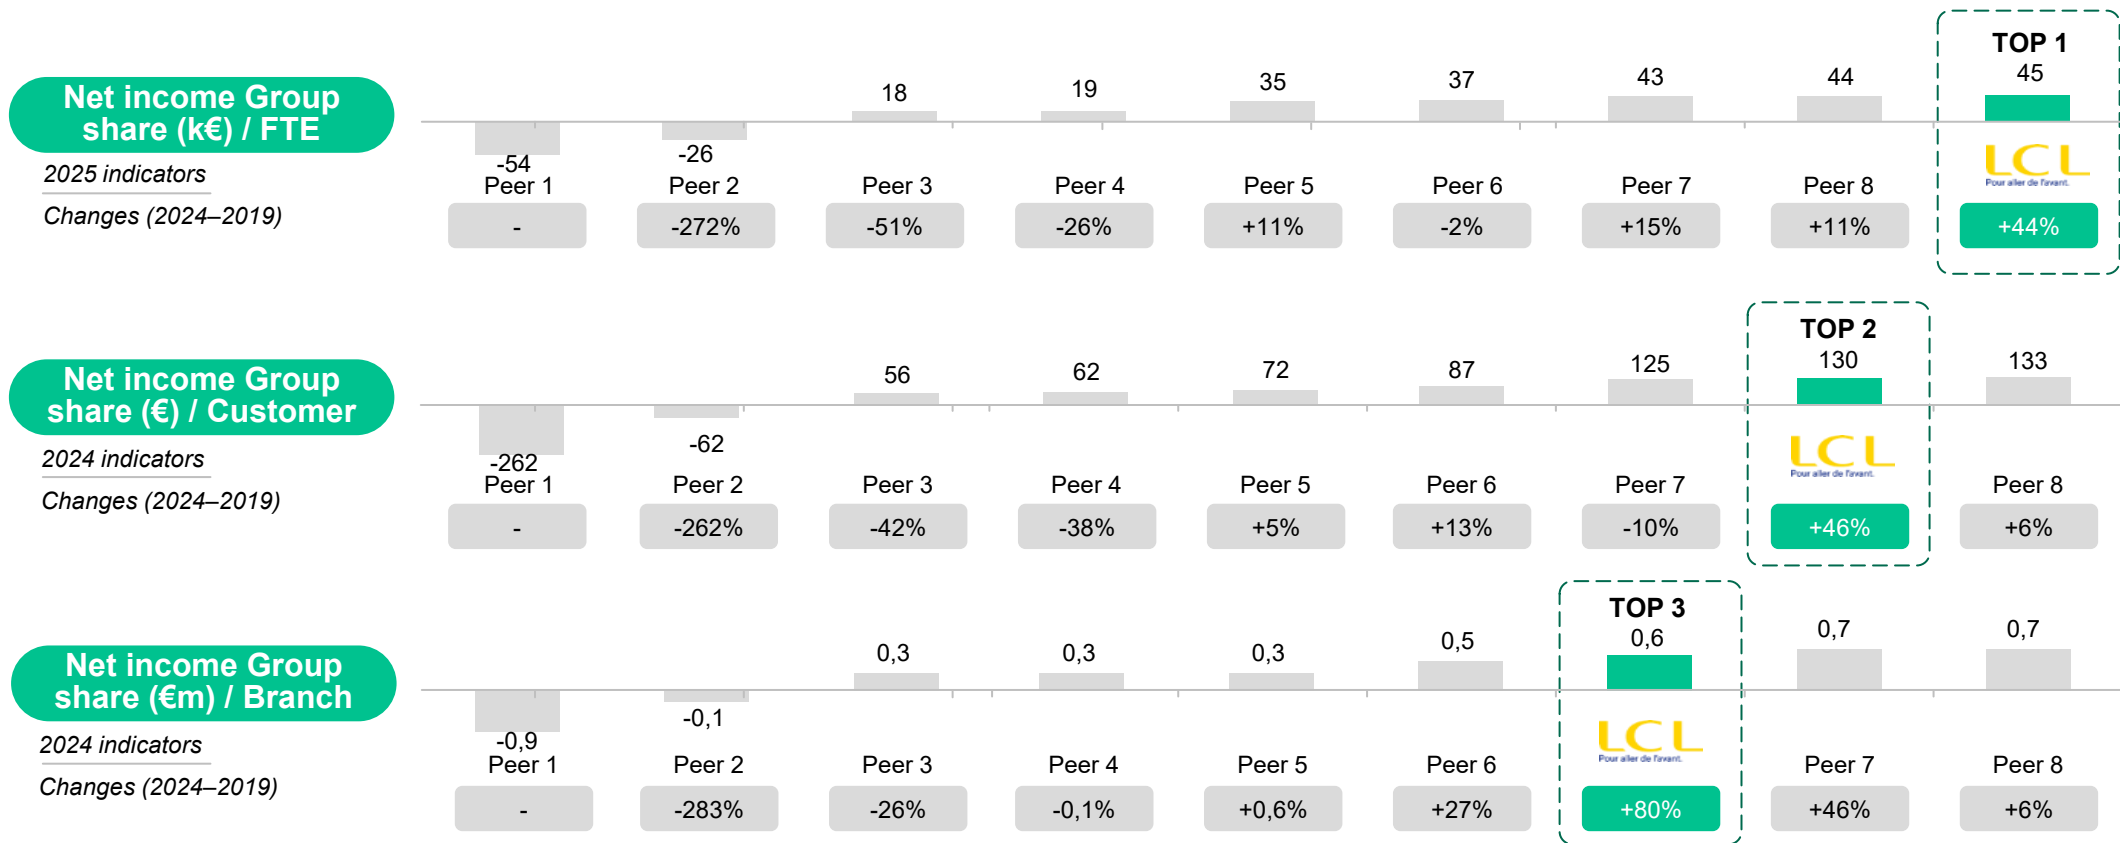 TOP 1
Net income Group
share (k€) / FTE
-54 -26 18 19 35 37 43 44 45
2025 indicators
Changes (2024–2019)
Peer 1 Peer 2 Peer 3 Peer 4 Peer 5 Peer 6 Peer 7 Peer 8 LCL
Pour aller de l'avant.
- -272% -51% -26% +11% -2% +15% +11% +44%
TOP 2
Net income Group
share (€) / Customer
-262 -62 56 62 72 87 125 130 133
2024 indicators
Changes (2024–2019)
Peer 1 Peer 2 Peer 3 Peer 4 Peer 5 Peer 6 Peer 7 LCL Peer 8
Pour aller de l'avant.
- -262% -42% -38% +5% +13% -10% +46% +6%
TOP 3
Net income Group
share (€m) / Branch
-0,9 -0,1 0,3 0,3 0,3 0,5 0,6 0,7 0,7
2024 indicators
Changes (2024–2019)
Peer 1 Peer 2 Peer 3 Peer 4 Peer 5 Peer 6 LCL Peer 7 Peer 8
Pour aller de l'avant.
- -283% -26% -0,1% +0,6% +27% +80% +46% +6%